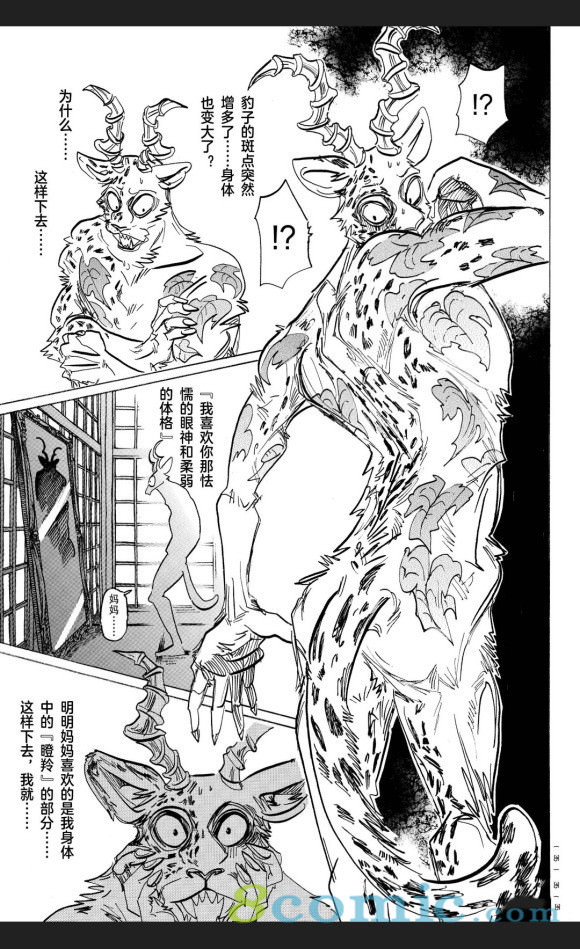 !?
豹子的斑点突然
增多了……身体
也变大了？
!?
为什么……
这样下去……
『我喜欢你那怯
懦的眼神和柔弱
的体格』
妈妈……
明明妈妈喜欢的是我身体
中的『瞪羚』的部分……
这样下去，我就……
8comic.com